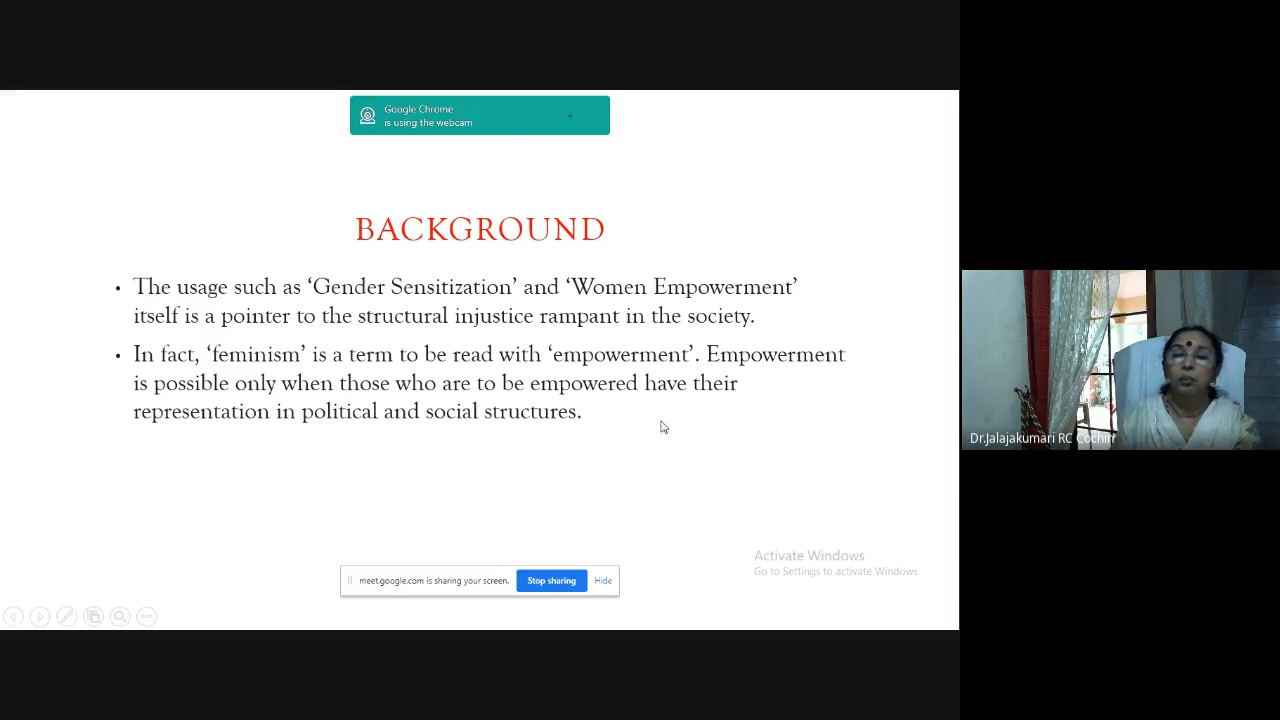 Google Chrome
is using the webcam
BACKGROUND
• The usage such as ‘Gender Sensitization’ and ‘Women Empowerment’
itself is a pointer to the structural injustice rampant in the society.
• In fact, ‘feminism’ is a term to be read with ‘empowerment’. Empowerment
is possible only when those who are to be empowered have their
representation in political and social structures.
Dr.Jalajakumari RC Cochin
Activate Windows
Go to Settings to activate Windows.
meet.google.com is sharing your screen.
Stop sharing
Hide